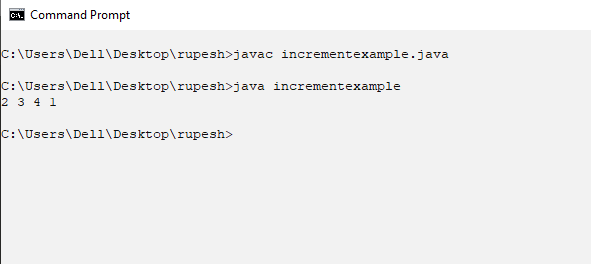 Command Prompt
C:\Users\Dell\Desktop\rupesh>javac incrementexample.java
C:\Users\Dell\Desktop\rupesh>java incrementexample
2 3 4 1
C:\Users\Dell\Desktop\rupesh>